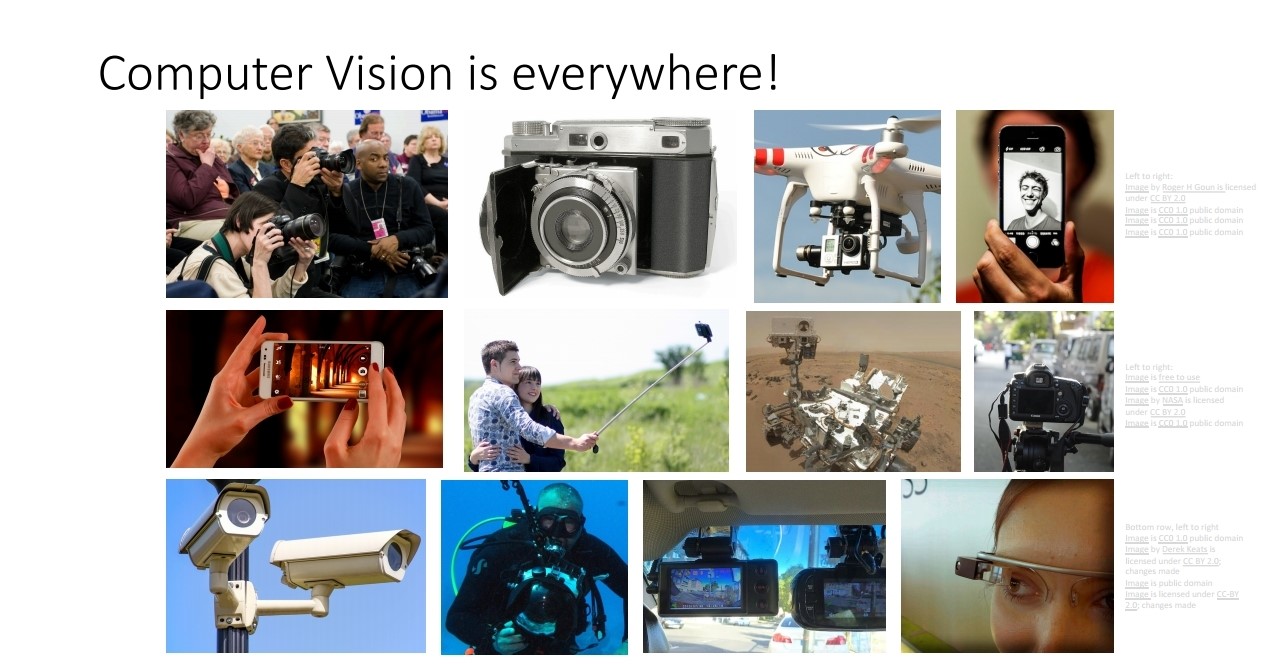 Computer Vision is everywhere!
Left to right:
Image by Roger H Goun is licensed
under CC BY 2.0
Image is CC0 1.0 public domain
Image is CC0 1.0 public domain
Image is CC0 1.0 public domain
Left to right:
Image is free to use
Image is CC0 1.0 public domain
Image by NASA is licensed
under CC BY 2.0
Image is CC0 1.0 public domain
Bottom row, left to right
Image is CC0 1.0 public domain
Image by Derek Keats is
licensed under CC BY 2.0;
changes made
Image is public domain
Image is licensed under CC-BY
2.0; changes made